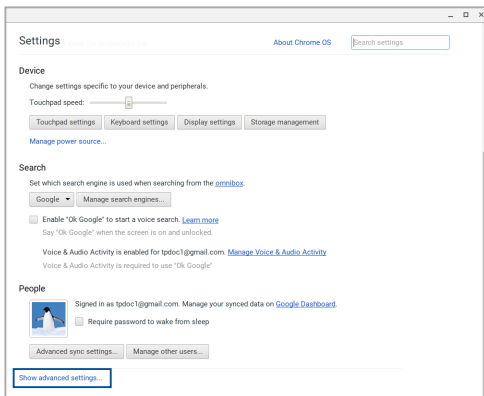 Settings
About Chrome OS
Search settings
Device
Change settings specific to your device and peripherals.
Touchpad speed:
Touchpad settings
Keyboard settings
Display settings
Storage management
Manage power source...
Search
Set which search engine is used when searching from the omnibox.
Google
Manage search engines...
Enable "Ok Google" to start a voice search. Learn more
Say "Ok Google" when the screen is on and unlocked.
Voice & Audio Activity is enabled for tpdoc1@gmail.com. Manage Voice & Audio Activity
Voice & Audio Activity is required to use "Ok Google"
People
Signed in as tpdoc1@gmail.com. Manage your synced data on Google Dashboard.
Require password to wake from sleep
Advanced sync settings...
Manage other users...
Show advanced settings...